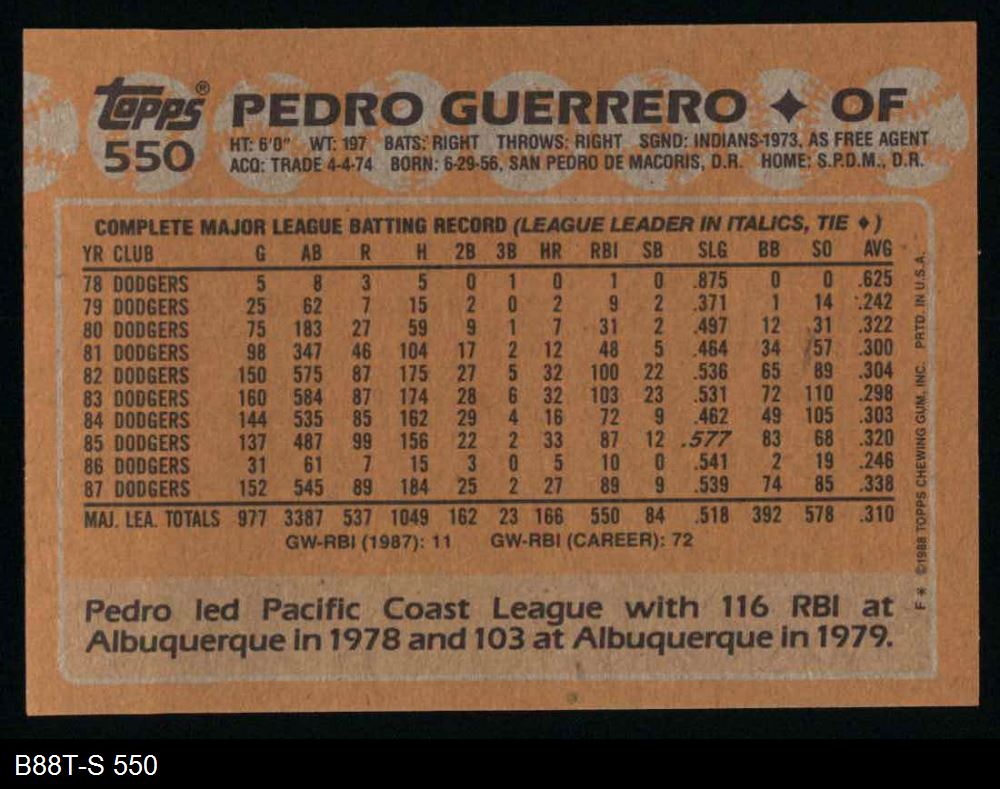 topps® PEDRO GUERRERO ✦ OF
550 HT: 6'0" WT: 197 BATS: RIGHT THROWS: RIGHT SGND: INDIANS-1973, AS FREE AGENT
ACQ: TRADE 4-4-74 BORN: 6-29-56, SAN PEDRO DE MACORIS, D.R. HOME: S.P.D.M., D.R.
COMPLETE MAJOR LEAGUE BATTING RECORD (LEAGUE LEADER IN ITALICS, TIE ♦)
YR CLUB G AB R H 2B 3B HR RBI SB SLG BB SO AVG
78 DODGERS 5 8 3 5 0 1 0 1 0 .875 0 0 .625
79 DODGERS 25 62 7 15 2 0 2 9 2 .371 1 14 .242
80 DODGERS 75 183 27 59 9 1 7 31 2 .497 12 31 .322
81 DODGERS 98 347 46 104 17 2 12 48 5 .464 34 57 .300
82 DODGERS 150 575 87 175 27 5 32 100 22 .536 65 89 .304
83 DODGERS 160 584 87 174 28 6 32 103 23 .531 72 110 .298
84 DODGERS 144 535 85 162 29 4 16 72 9 .462 49 105 .303
85 DODGERS 137 487 99 156 22 2 33 87 12 .577 83 68 .320
86 DODGERS 31 61 7 15 3 0 5 10 0 .541 2 19 .246
87 DODGERS 152 545 89 184 25 2 27 89 9 .539 74 85 .338
MAJ. LEA. TOTALS 977 3387 537 1049 162 23 166 550 84 .518 392 578 .310
GW-RBI (1987): 11 GW-RBI (CAREER): 72
Pedro led Pacific Coast League with 116 RBI at
Albuquerque in 1978 and 103 at Albuquerque in 1979.
F * ©1988 TOPPS CHEWING GUM, INC. PRTD. IN U.S.A.
B88T-S 550